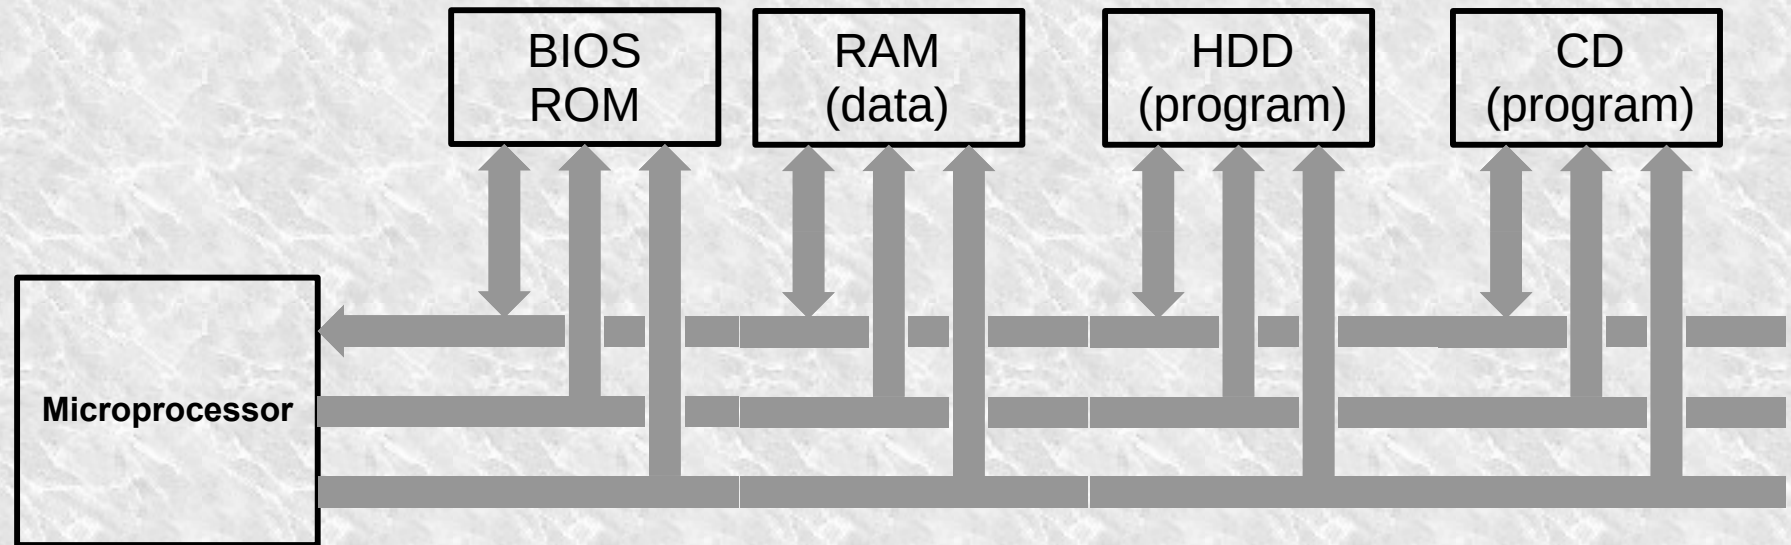 BIOS
ROM
RAM
(data)
HDD
(program)
CD
(program)
Microprocessor